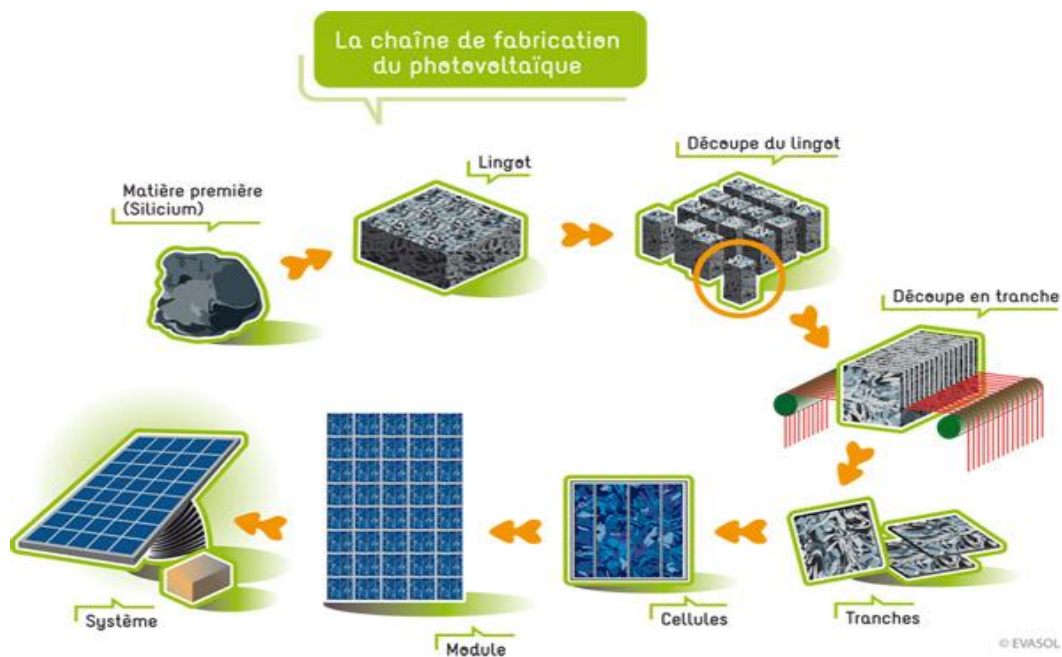 La chaîne de fabrication
du photovoltaïque
Matière première
(Silicium)
Lingot
Découpe du lingot
Découpe en tranche
Tranches
Cellules
Module
Système
© EVASOL